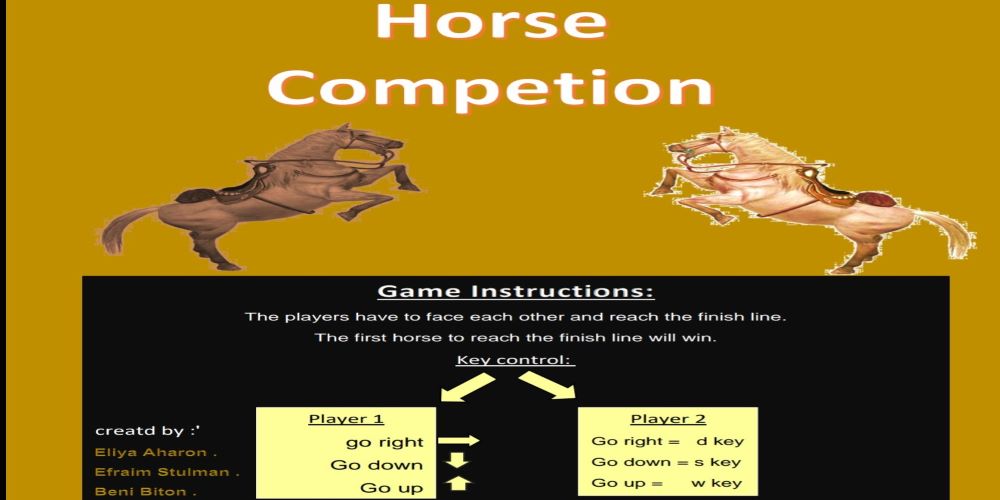 Horse
Competion
Game Instructions:
The players have to face each other and reach the finish line.
The first horse to reach the finish line will win.
Key control:
creatd by :'
Eliya Aharon .
Efraim Stulman .
Beni Biton .
Player 1
go right
Go down
Go up
Player 2
Go right = d key
Go down = s key
Go up = w key